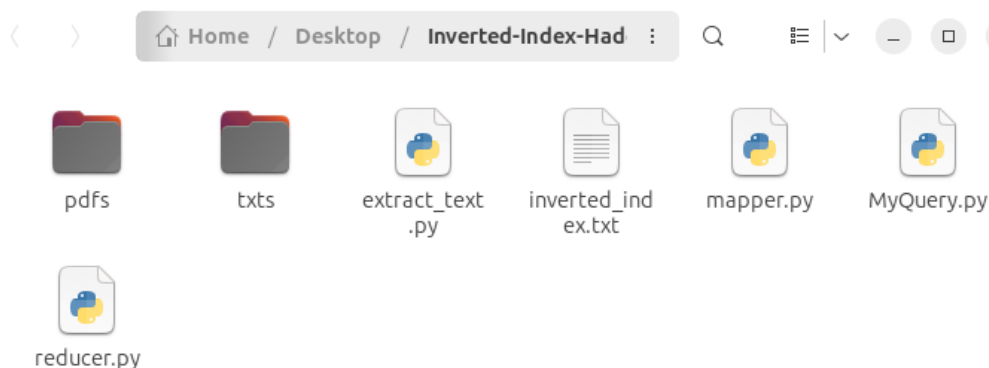 Home / Desktop / Inverted-Index-Had
pdfs
txts
extract_text
.py
inverted_ind
ex.txt
mapper.py
MyQuery.py
reducer.py